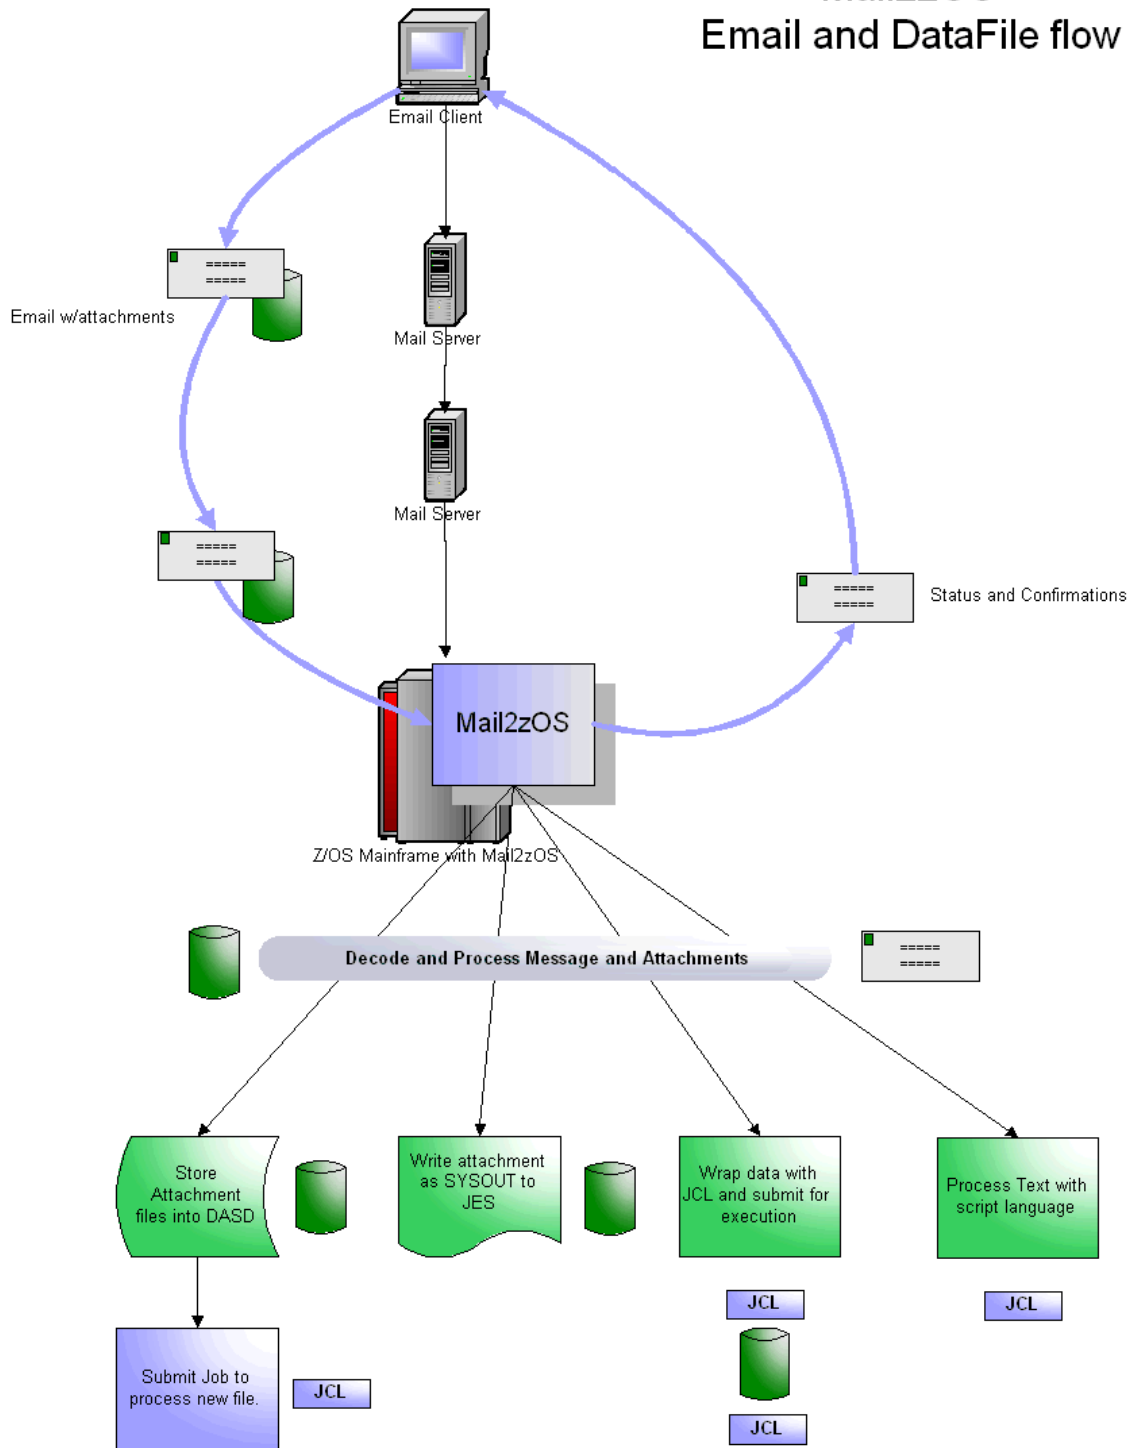 Email and DataFile flow
Email Client
=====
=====
Email w/attachments
Mail Server
Mail Server
=====
=====
=====
=====
Status and Confirmations
Mail2zOS
Z/OS Mainframe with Mail2zOS
Decode and Process Message and Attachments
=====
=====
Store
Attachment
files into DASD
Write attachment
as SYSOUT to
JES
Wrap data with
JCL and submit for
execution
Process Text with
script language
JCL
JCL
Submit Job to
process new file.
JCL
JCL